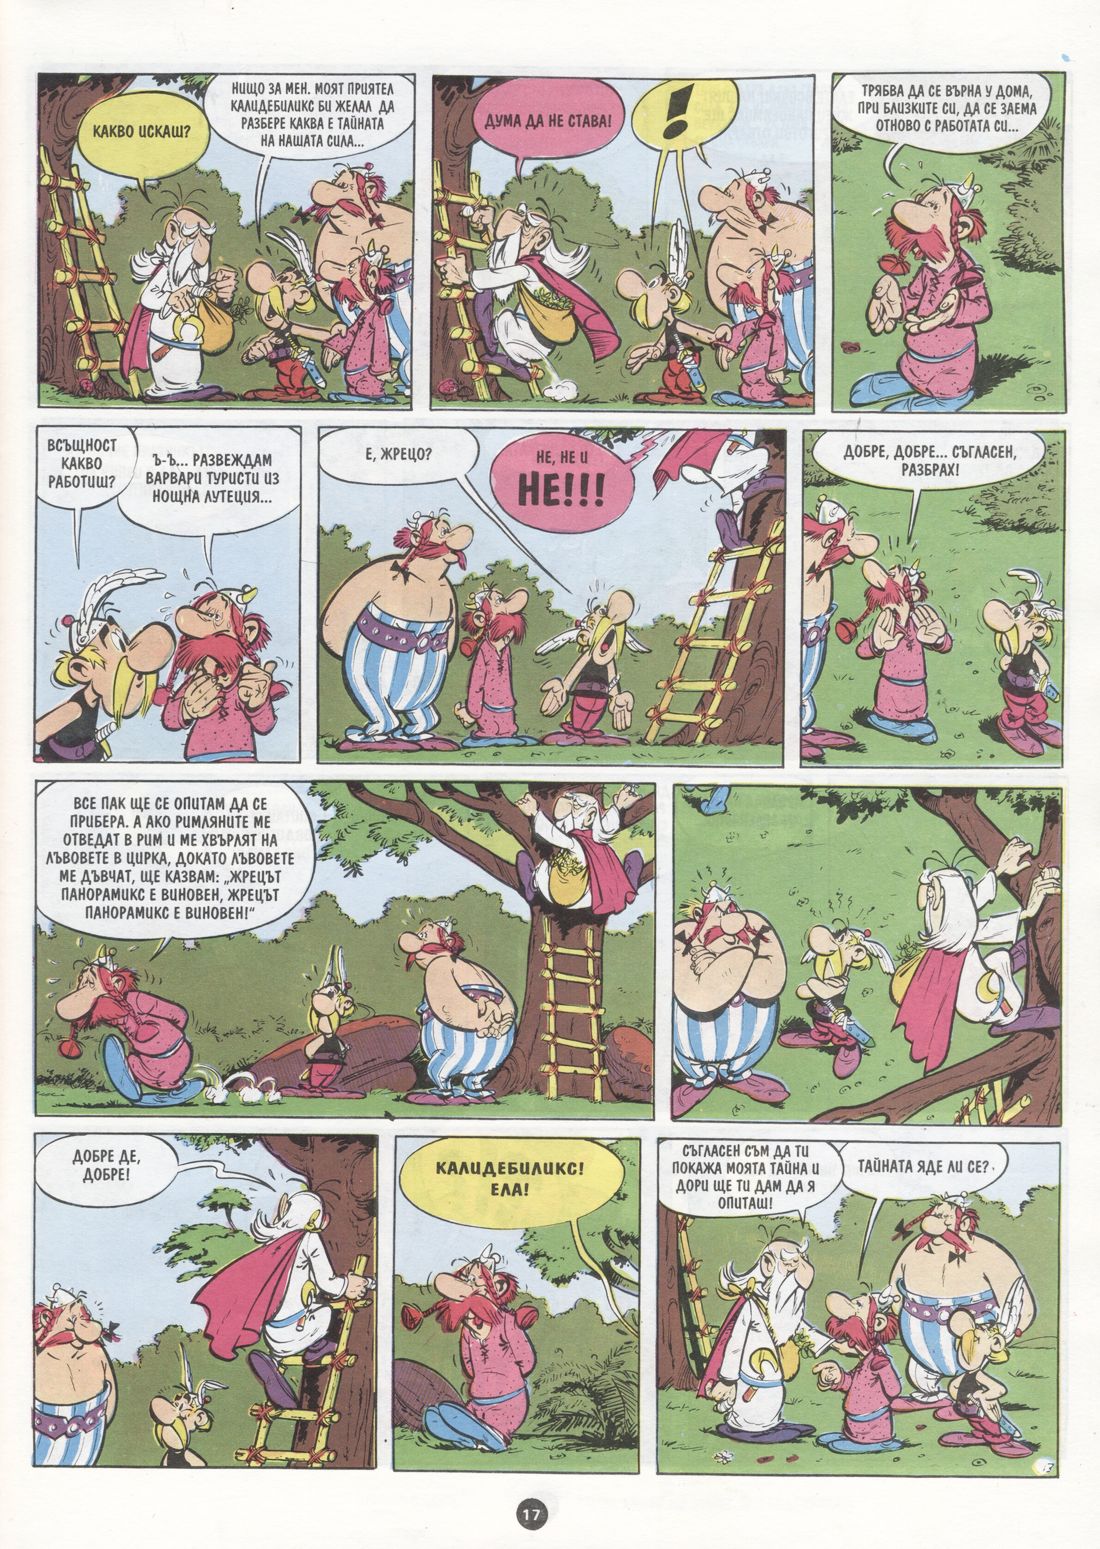 КАКВО ИСКАШ?
НИЩО ЗА МЕН. МОЯТ ПРИЯТЕЛ
КАЛИДЕБИЛИКС БИ ЖЕЛАЛ ДА
РАЗБЕРЕ КАКВА Е ТАЙНАТА
НА НАШАТА СИЛА...
ДУМА ДА НЕ СТАВА!
!
ТРЯБВА ДА СЕ ВЪРНА У ДОМА,
ПРИ БЛИЗКИТЕ СИ, ДА СЕ ЗАЕМА
ОТНОВО С РАБОТАТА СИ...
ВСЪЩНОСТ
КАКВО
РАБОТИШ?
Ъ-Ъ... РАЗВЕЖДАМ
ВАРВАРИ ТУРИСТИ ИЗ
НОЩНА ЛУТЕЦИЯ...
Е, ЖРЕЦО?
НЕ, НЕ И
НЕ!!!
ДОБРЕ, ДОБРЕ... СЪГЛАСЕН,
РАЗБРАХ!
ВСЕ ПАК ЩЕ СЕ ОПИТАМ ДА СЕ
ПРИБЕРА. А АКО РИМЛЯНИТЕ МЕ
ОТВЕДАТ В РИМ И МЕ ХВЪРЛЯТ НА
ЛЪВОВЕТЕ В ЦИРКА, ДОКАТО ЛЪВОВЕТЕ
МЕ ДЪВЧАТ, ЩЕ КАЗВАМ: „ЖРЕЦЪТ
ПАНОРАМИКС Е ВИНОВЕН, ЖРЕЦЪТ
ПАНОРАМИКС Е ВИНОВЕН!“
ДОБРЕ ДЕ,
ДОБРЕ!
КАЛИДЕБИЛИКС!
ЕЛА!
СЪГЛАСЕН СЪМ ДА ТИ
ПОКАЖА МОЯТА ТАЙНА И
ДОРИ ЩЕ ТИ ДАМ ДА Я
ОПИТАШ!
ТАЙНАТА ЯДЕ ЛИ СЕ?
13
17